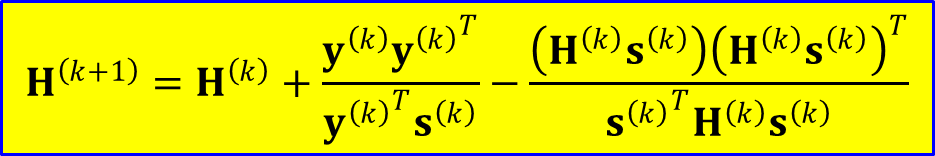 𝐇^(k+1) = 𝐇^(k) + (𝐲^(k) 𝐲^(k)^T)/(𝐲^(k)^T 𝐬^(k)) − ((𝐇^(k) 𝐬^(k))(𝐇^(k) 𝐬^(k))^T)/(𝐬^(k)^T 𝐇^(k) 𝐬^(k))